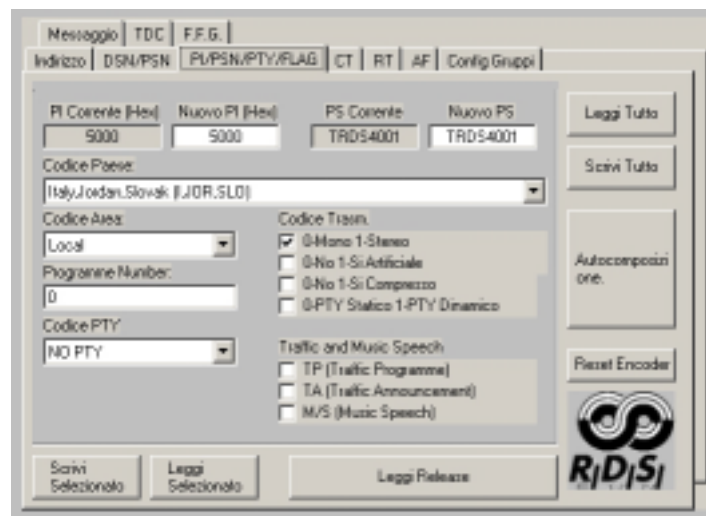 Messaggio TDC F.F.G.
Indirizzo DSN/PSN PI/PSN/PTY/FLAG CT RT AF Config Gruppi
PI Corrente (Hex) Nuovo PI (Hex) PS Corrente Nuovo PS
5000 5000 TRDS4001 TRDS4001
Leggi Tutto
Codice Paese:
Italy,Jordan,Slovak (I,JOR,SLO)
Scrivi Tutto
Codice Area:
Local
Programme Number:
0
Codice PTY
NO PTY
Codice Trasm.
0-Mono 1-Stereo
0-No 1-Si Artificiale
0-No 1-Si Compresso
0-PTY Statico 1-PTY Dinamico
Traffic and Music Speech
TP (Traffic Programme)
TA (Traffic Announcement)
M/S (Music Speech)
Autocomposizi
one.
Reset Encoder
Scrivi
Selezionato
Leggi
Selezionato
Leggi Release
R|D|S|